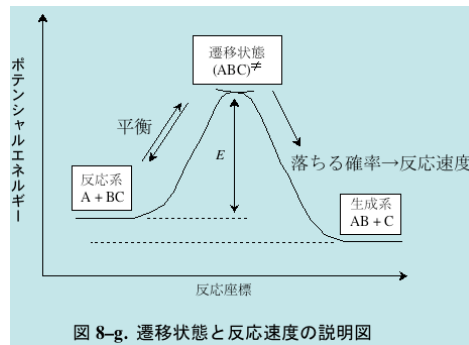 遷移状態
(ABC)≠
ポテンシャルエネルギー
平衡
E
落ちる確率→反応速度
反応系
A + BC
生成系
AB + C
反応座標
図 8–g. 遷移状態と反応速度の説明図